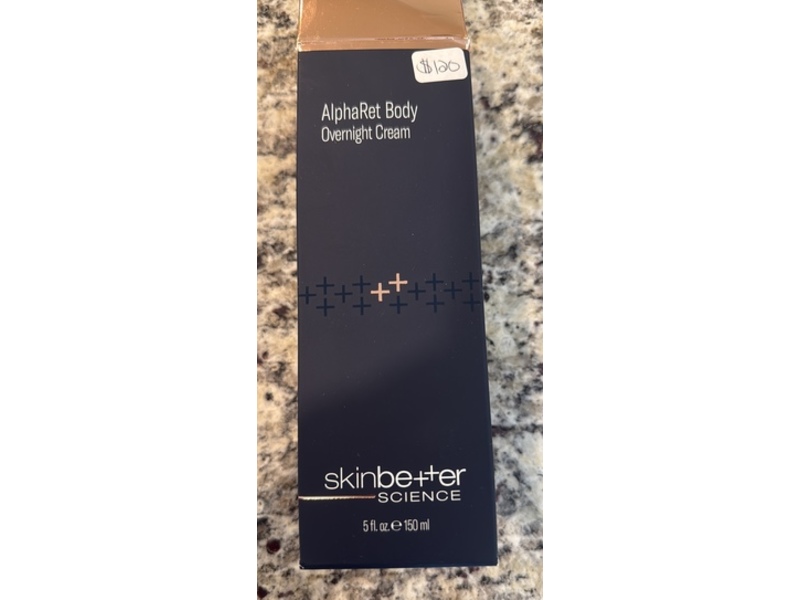 $120
AlphaRet Body
Overnight Cream
skinbetter
SCIENCE
5 fl. oz. ℮ 150 ml